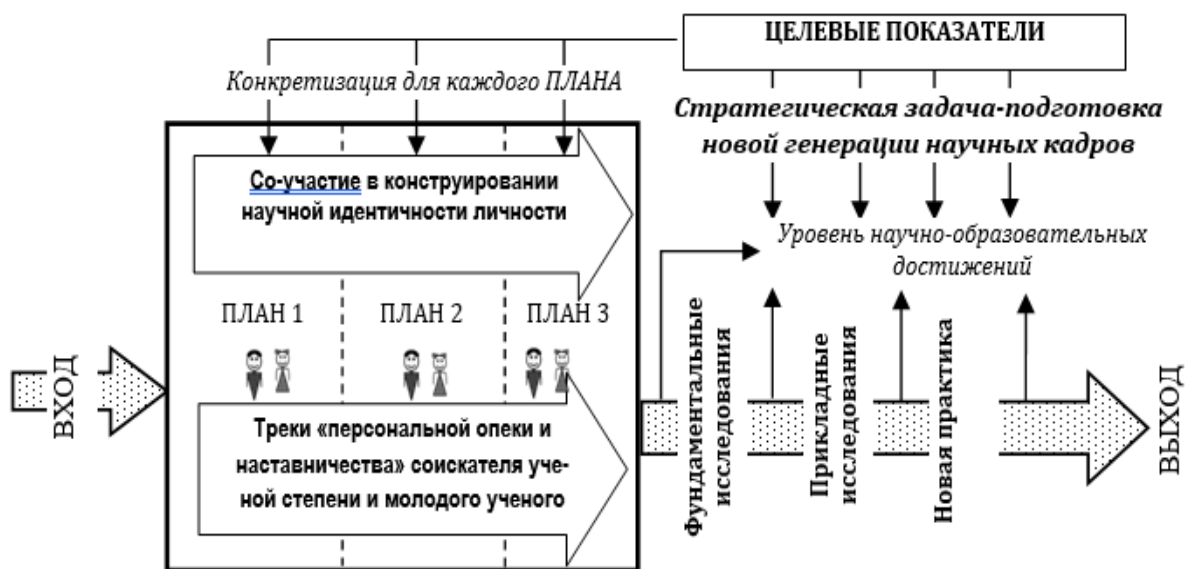 ЦЕЛЕВЫЕ ПОКАЗАТЕЛИ
Конкретизация для каждого ПЛАНА
Стратегическая задача-подготовка
новой генерации научных кадров
Со-участие в конструировании
научной идентичности личности
Уровень научно-образовательных
достижений
ПЛАН 1
ПЛАН 2
ПЛАН 3
ВХОД
Треки «персональной опеки и
наставничества» соискателя уче-
ной степени и молодого ученого
Фундаментальные
исследования
Прикладные
исследования
Новая практика
ВЫХОД